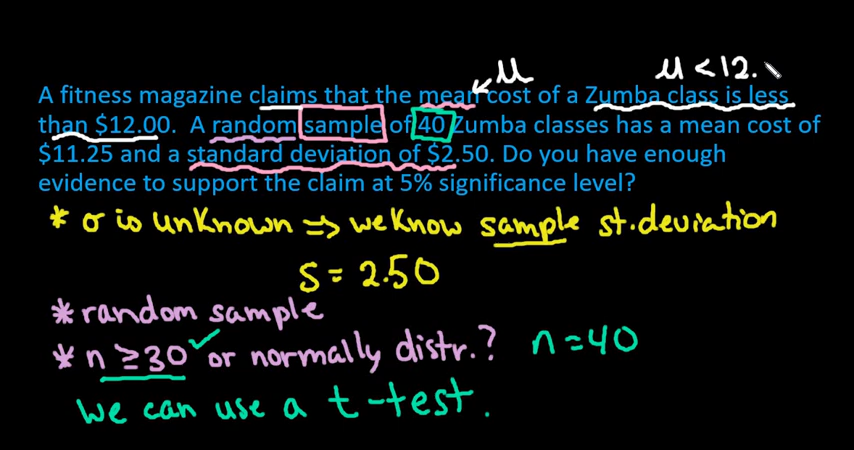 μ
μ < 12.
A fitness magazine claims that the mean cost of a Zumba class is less
than $12.00. A random sample of 40 Zumba classes has a mean cost of
$11.25 and a standard deviation of $2.50. Do you have enough
evidence to support the claim at 5% significance level?
* σ is unknown ⇒ we know sample st. deviation
s = 2.50
* random sample
* n ≥ 30 ✓ or normally distr.? n = 40
We can use a t-test.